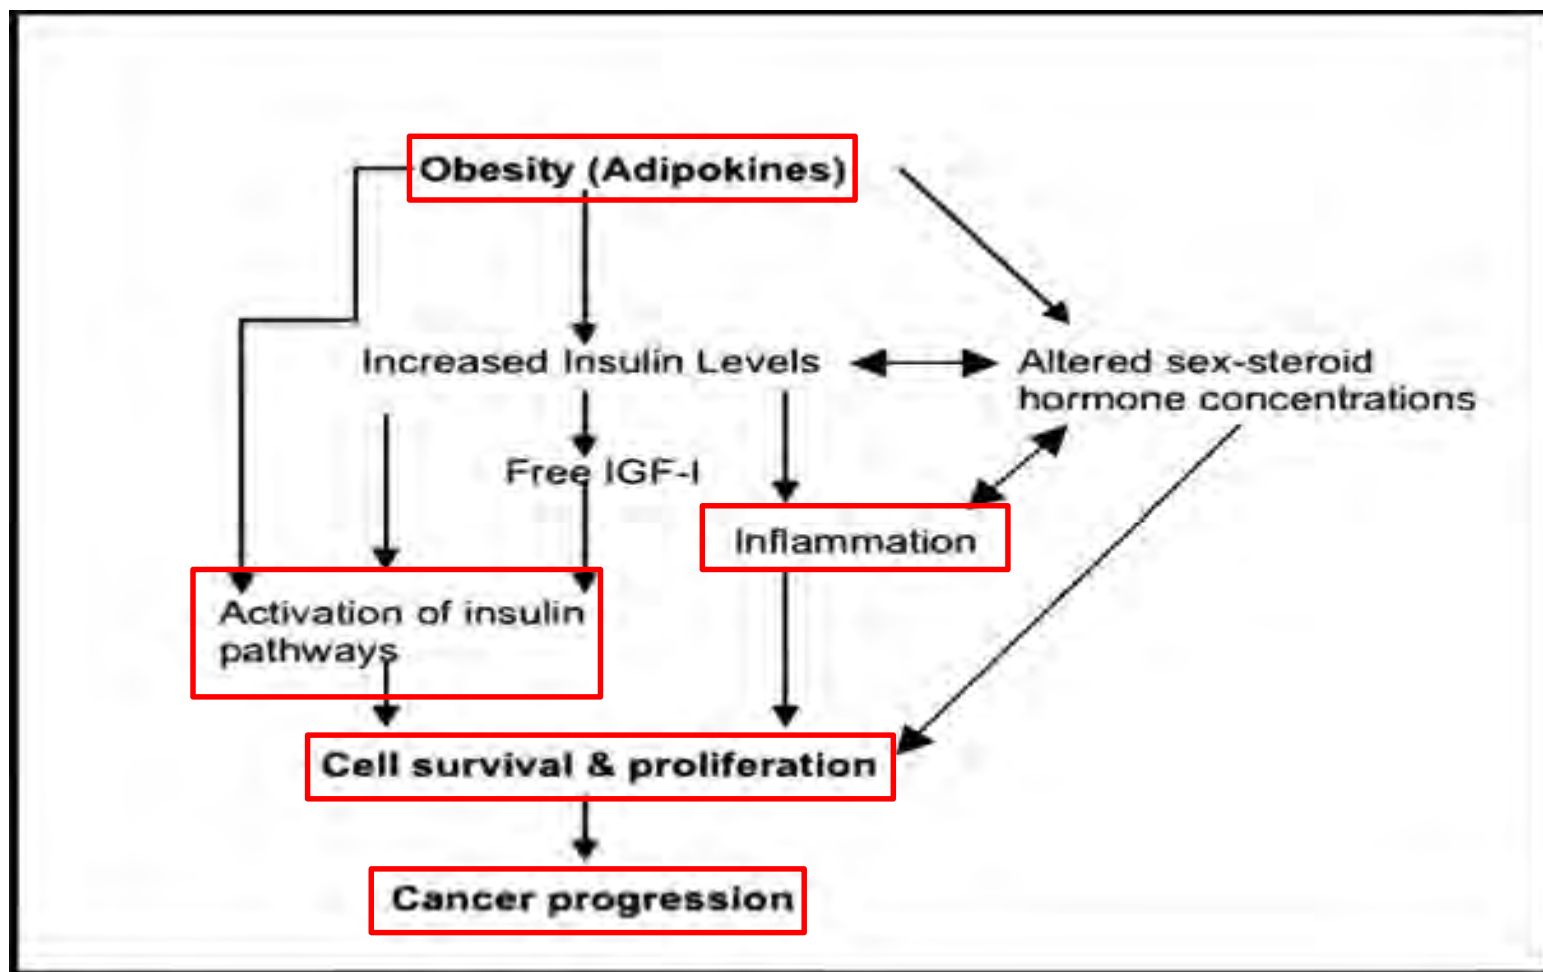 Obesity (Adipokines)
Increased Insulin Levels
Altered sex-steroid
hormone concentrations
Free IGF-I
Inflammation
Activation of insulin
pathways
Cell survival & proliferation
Cancer progression